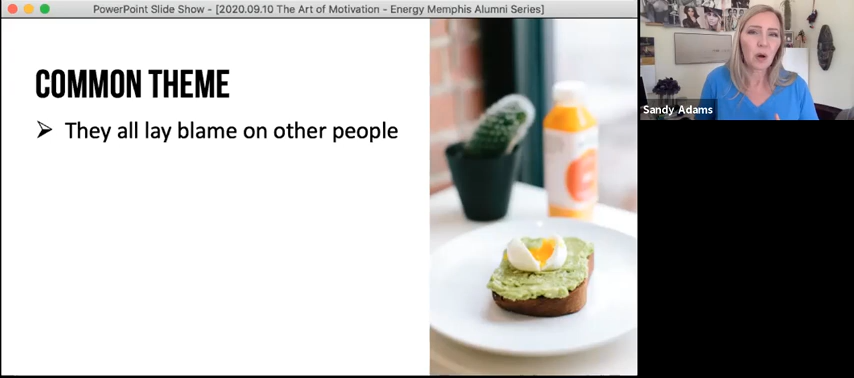 PowerPoint Slide Show - [2020.09.10 The Art of Motivation - Energy Memphis Alumni Series]
COMMON THEME
➤ They all lay blame on other people
Sandy Adams